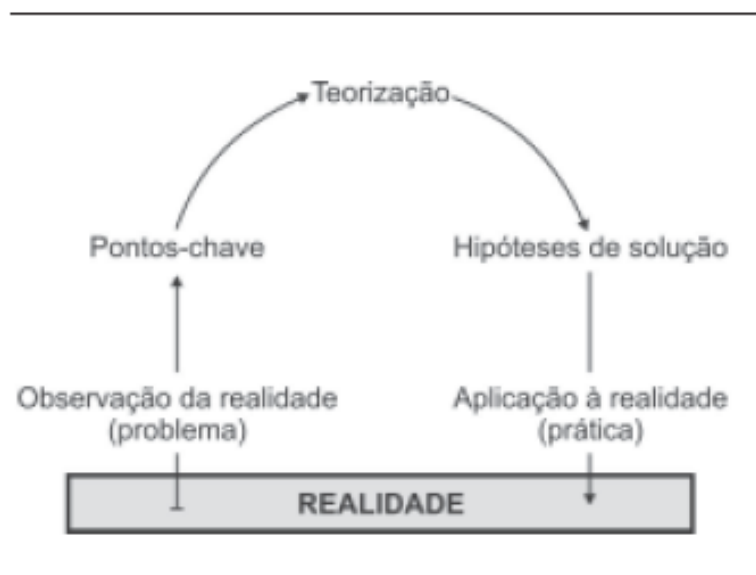 Teorização
Pontos-chave
Hipóteses de solução
Observação da realidade
(problema)
Aplicação à realidade
(prática)
REALIDADE